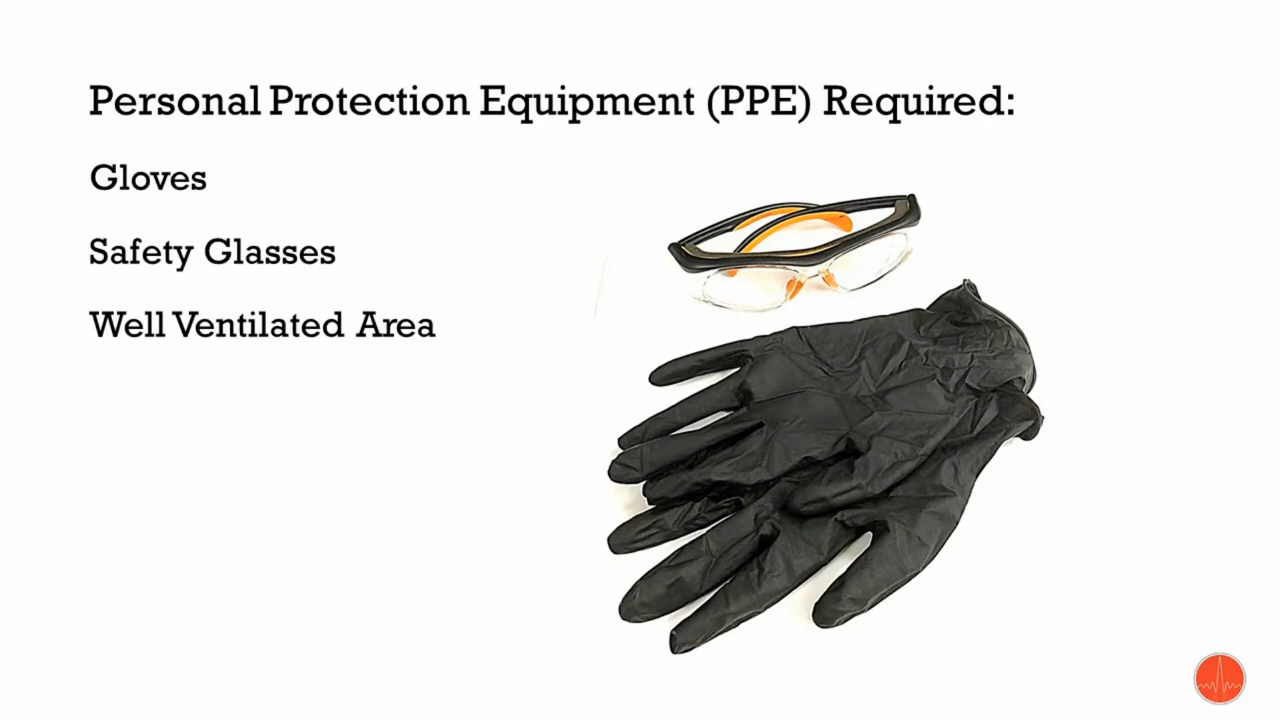 Personal Protection Equipment (PPE) Required:
Gloves
Safety Glasses
Well Ventilated Area